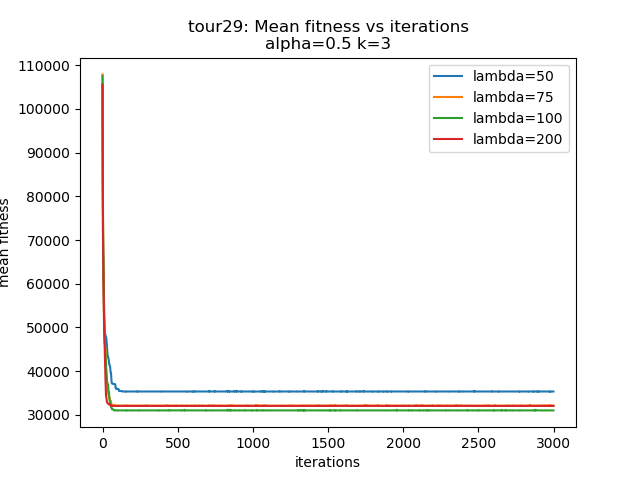 tour29: Mean fitness vs iterations
alpha=0.5 k=3
110000
100000
90000
80000
70000
60000
50000
40000
30000
mean fitness
lambda=50
lambda=75
lambda=100
lambda=200
0
500
1000
1500
2000
2500
3000
iterations